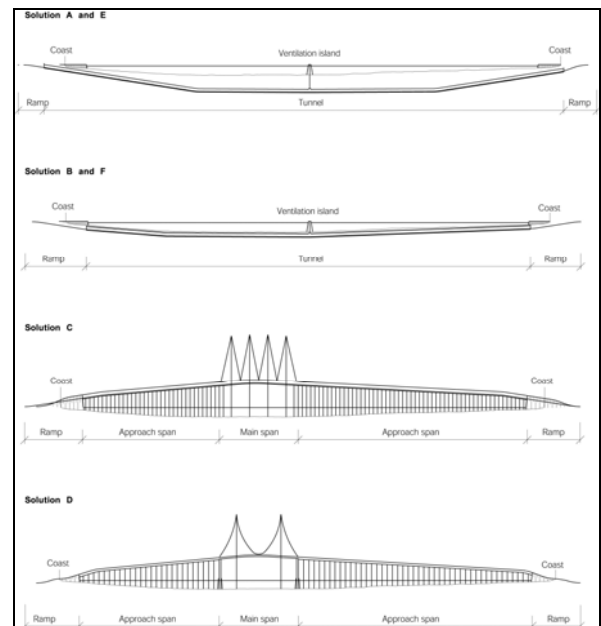 Solution A and E
Coast Ventilation island Coast
Ramp Tunnel Ramp
Solution B and F
Coast Ventilation island Coast
Ramp Tunnel Ramp
Solution C
Coast Coast
Ramp Approach span Main span Approach span Ramp
Solution D
Coast Coast
Ramp Approach span Main span Approach span Ramp